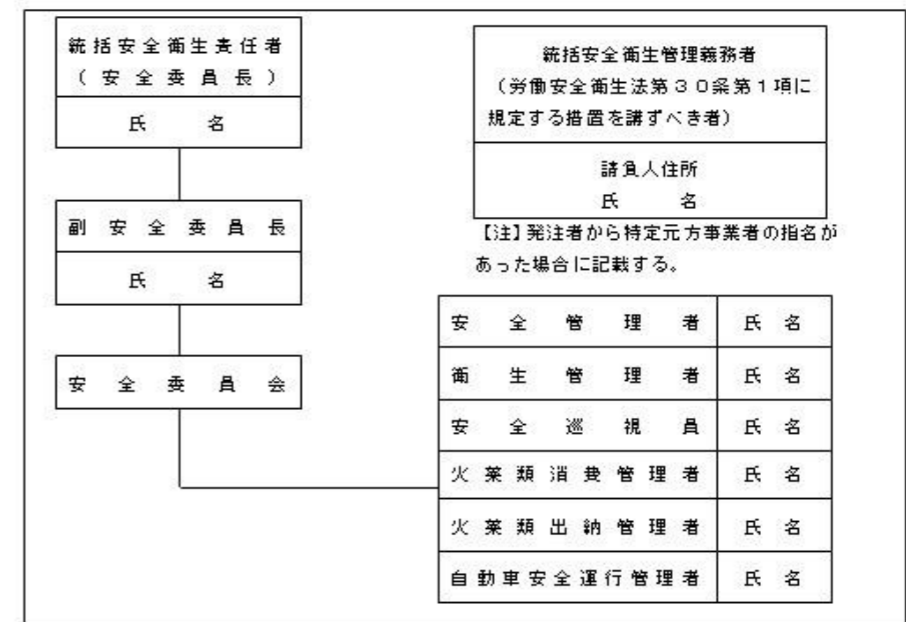 統括安全衛生責任者
(安全委員長)
氏 名
副安全委員長
氏 名
安全委員会
統括安全衛生管理義務者
(労働安全衛生法第30条第1項に
規定する措置を講ずべき者)
請負人住所
氏 名
【注】発注者から特定元方事業者の指名が
あった場合に記載する。
安全管理者 氏名
衛生管理者 氏名
安全巡視員 氏名
火薬類消費管理者 氏名
火薬類出納管理者 氏名
自動車安全運行管理者 氏名